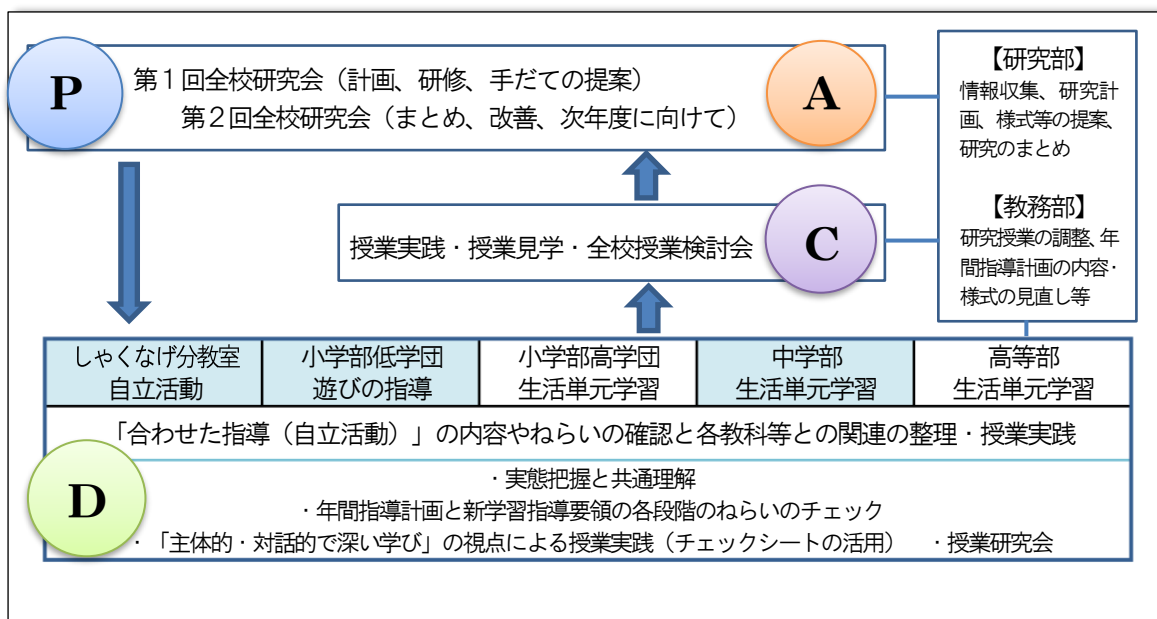 P
第1回全校研究会（計画、研修、手だての提案）
第2回全校研究会（まとめ、改善、次年度に向けて）
A
【研究部】
情報収集、研究計
画、様式等の提案、
研究のまとめ
【教務部】
研究授業の調整、年
間指導計画の内容・
様式の見直し等
授業実践・授業見学・全校授業検討会
C
しゃくなげ分教室
自立活動
小学部低学団
遊びの指導
小学部高学団
生活単元学習
中学部
生活単元学習
高等部
生活単元学習
「合わせた指導（自立活動）」の内容やねらいの確認と各教科等との関連の整理・授業実践
D
・実態把握と共通理解
・年間指導計画と新学習指導要領の各段階のねらいのチェック
・「主体的・対話的で深い学び」の視点による授業実践（チェックシートの活用）　・授業研究会